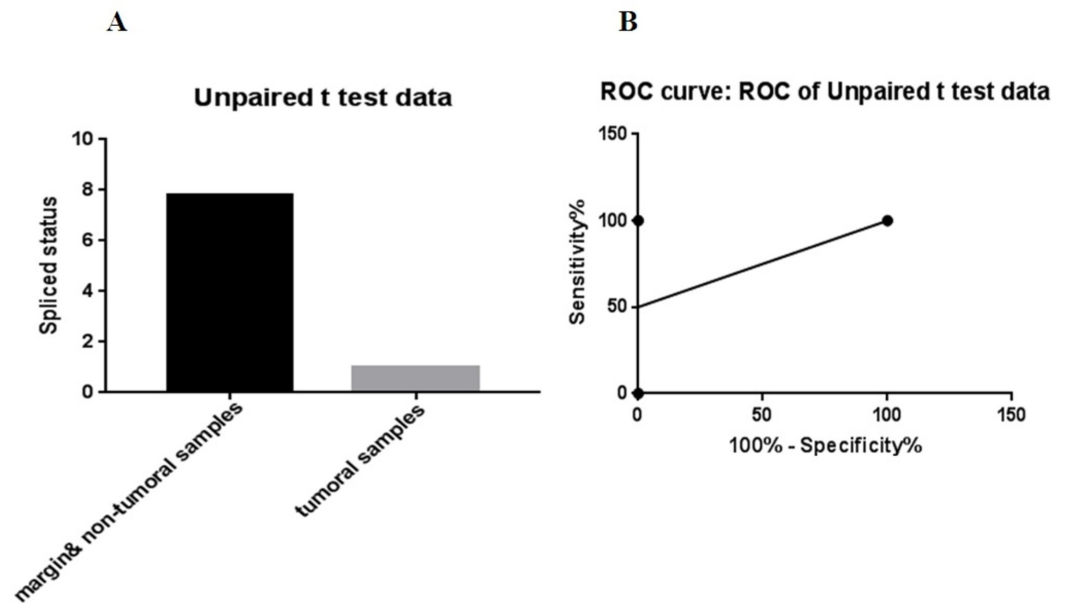 A
Unpaired t test data
10
8
6
4
2
0
Spliced status
margin& non-tumoral samples
tumoral samples
B
ROC curve: ROC of Unpaired t test data
150
100
50
0
Sensitivity%
0 50 100 150
100% - Specificity%